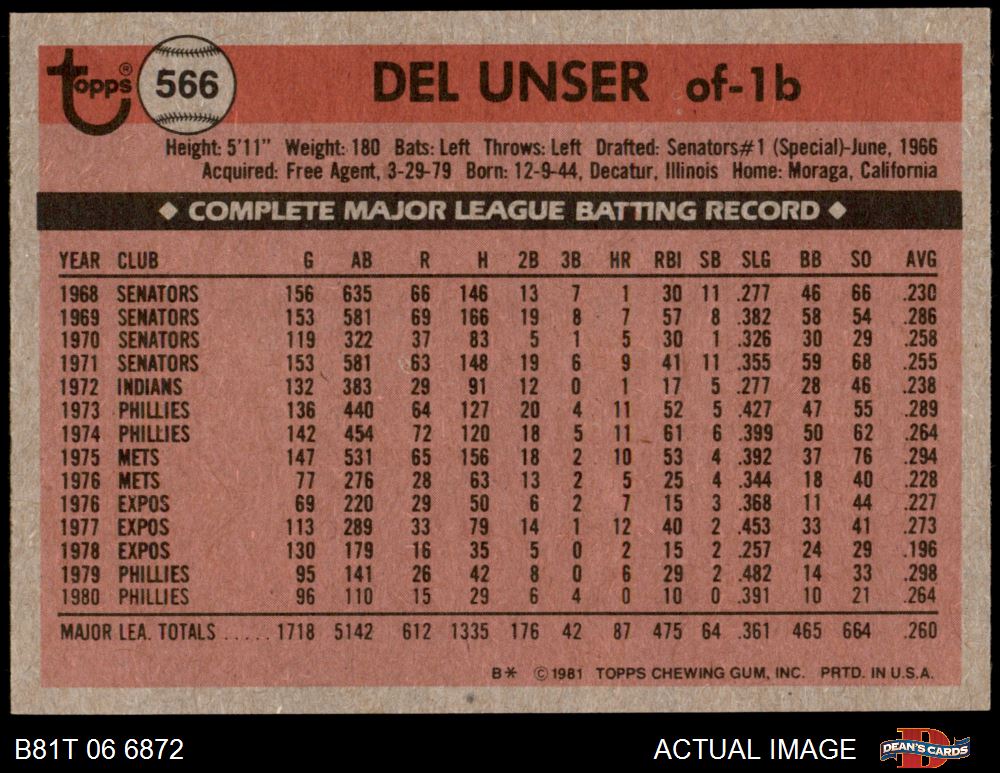 topps® 566 DEL UNSER of-1b
Height: 5'11" Weight: 180 Bats: Left Throws: Left Drafted: Senators#1 (Special)-June, 1966
Acquired: Free Agent, 3-29-79 Born: 12-9-44, Decatur, Illinois Home: Moraga, California
◆ COMPLETE MAJOR LEAGUE BATTING RECORD ◆
YEAR CLUB G AB R H 2B 3B HR RBI SB SLG BB SO AVG
1968 SENATORS 156 635 66 146 13 7 1 30 11 .277 46 66 .230
1969 SENATORS 153 581 69 166 19 8 7 57 8 .382 58 54 .286
1970 SENATORS 119 322 37 83 5 1 5 30 1 .326 30 29 .258
1971 SENATORS 153 581 63 148 19 6 9 41 11 .355 59 68 .255
1972 INDIANS 132 383 29 91 12 0 1 17 5 .277 28 46 .238
1973 PHILLIES 136 440 64 127 20 4 11 52 5 .427 47 55 .289
1974 PHILLIES 142 454 72 120 18 5 11 61 6 .399 50 62 .264
1975 METS 147 531 65 156 18 2 10 53 4 .392 37 76 .294
1976 METS 77 276 28 63 13 2 5 25 4 .344 18 40 .228
1976 EXPOS 69 220 29 50 6 2 7 15 3 .368 11 44 .227
1977 EXPOS 113 289 33 79 14 1 12 40 2 .453 33 41 .273
1978 EXPOS 130 179 16 35 5 0 2 15 2 .257 24 29 .196
1979 PHILLIES 95 141 26 42 8 0 6 29 2 .482 14 33 .298
1980 PHILLIES 96 110 15 29 6 4 0 10 0 .391 10 21 .264
MAJOR LEA. TOTALS ..... 1718 5142 612 1335 176 42 87 475 64 .361 465 664 .260
B* ©1981 TOPPS CHEWING GUM, INC. PRTD. IN U.S.A.
B81T 06 6872 ACTUAL IMAGE DEAN'S CARDS